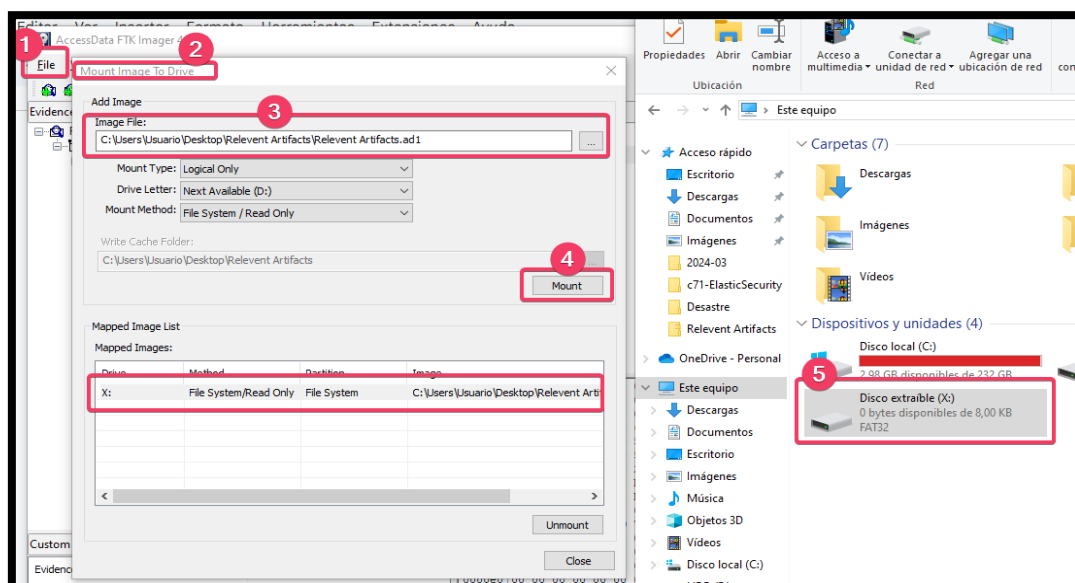 Editar Ver Insertar Formato Herramientas Extensiones Ayuda
AccessData FTK Imager 4
1
2
File
Mount Image To Drive
Evidence
Add Image
3
Image File:
C:\Users\Usuario\Desktop\Relevent Artifacts\Relevent Artifacts.ad1
...
Mount Type: Logical Only
Drive Letter: Next Available (D:)
Mount Method: File System / Read Only
Write Cache Folder:
C:\Users\Usuario\Desktop\Relevent Artifacts
...
4
Mount
Mapped Image List
Mapped Images:
Drive Method Partition Image
X: File System/Read Only File System C:\Users\Usuario\Desktop\Relevent Arti
Unmount
Close
Custom
Evidenc
Propiedades Abrir Cambiar nombre
Acceso a multimedia Conectar a unidad de red Agregar una ubicación de red
con
Ubicación Red
Este equipo
Acceso rápido
Escritorio
Descargas
Documentos
Imágenes
2024-03
c71-ElasticSecurity
Desastre
Relevent Artifacts
OneDrive - Personal
Este equipo
Descargas
Documentos
Escritorio
Imágenes
Música
Objetos 3D
Vídeos
Disco local (C:)
Carpetas (7)
Descargas
Imágenes
Vídeos
Dispositivos y unidades (4)
Disco local (C:)
2,98 GB disponibles de 232 GB
5
Disco extraíble (X:)
0 bytes disponibles de 8,00 KB
FAT32